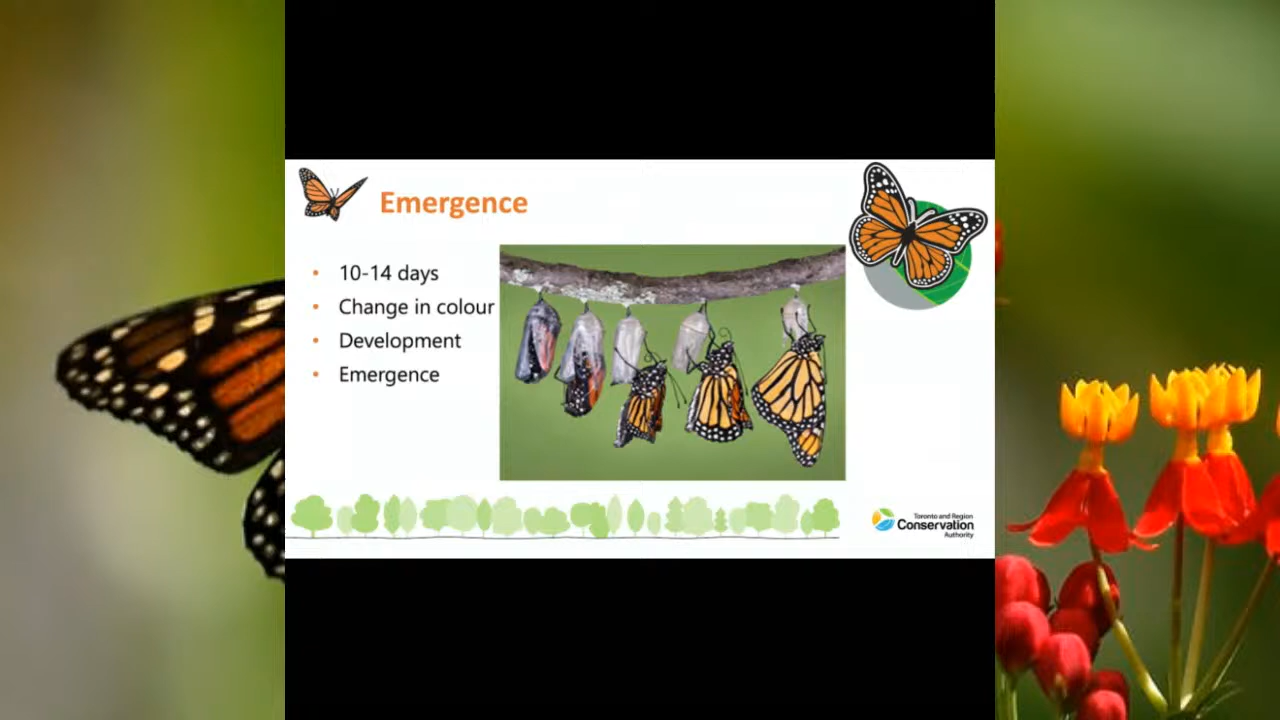 Emergence
• 10-14 days
• Change in colour
• Development
• Emergence
Toronto and Region
Conservation
Authority